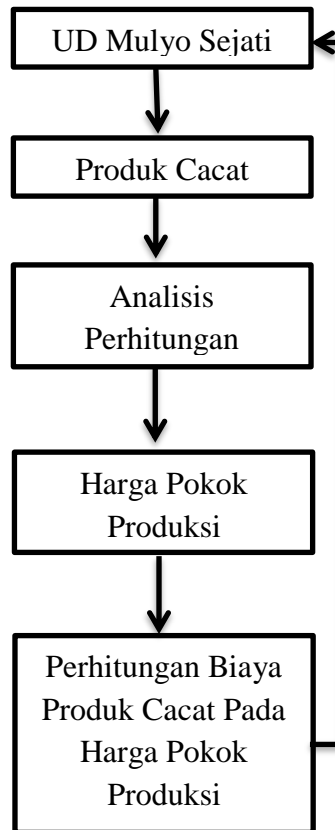 UD Mulyo Sejati
Produk Cacat
Analisis
Perhitungan
Harga Pokok
Produksi
Perhitungan Biaya
Produk Cacat Pada
Harga Pokok
Produksi